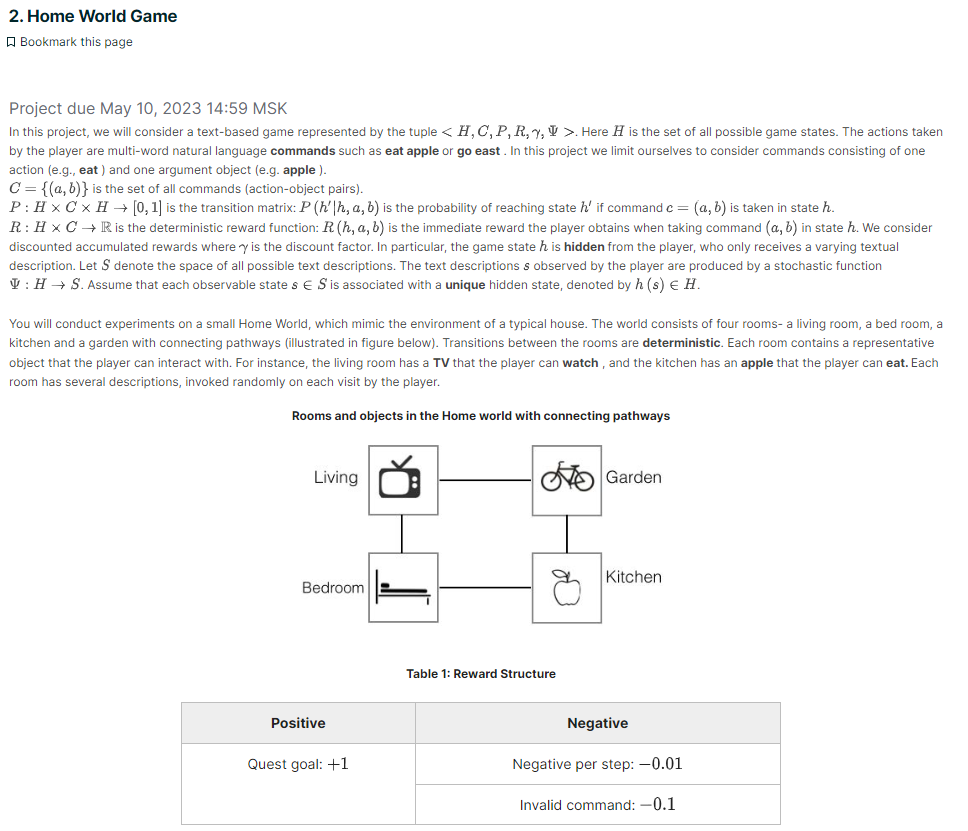 2. Home World Game
Bookmark this page
Project due May 10, 2023 14:59 MSK
In this project, we will consider a text-based game represented by the tuple < H, C, P, R, γ, Ψ >. Here H is the set of all possible game states. The actions taken
by the player are multi-word natural language commands such as eat apple or go east . In this project we limit ourselves to consider commands consisting of one
action (e.g., eat ) and one argument object (e.g. apple ).
C = {(a, b)} is the set of all commands (action-object pairs).
P : H × C × H → [0, 1] is the transition matrix: P (h′|h, a, b) is the probability of reaching state h′ if command c = (a, b) is taken in state h.
R : H × C → ℝ is the deterministic reward function: R (h, a, b) is the immediate reward the player obtains when taking command (a, b) in state h. We consider
discounted accumulated rewards where γ is the discount factor. In particular, the game state h is hidden from the player, who only receives a varying textual
description. Let S denote the space of all possible text descriptions. The text descriptions s observed by the player are produced by a stochastic function
Ψ : H → S. Assume that each observable state s ∈ S is associated with a unique hidden state, denoted by h (s) ∈ H.
You will conduct experiments on a small Home World, which mimic the environment of a typical house. The world consists of four rooms- a living room, a bed room, a
kitchen and a garden with connecting pathways (illustrated in figure below). Transitions between the rooms are deterministic. Each room contains a representative
object that the player can interact with. For instance, the living room has a TV that the player can watch , and the kitchen has an apple that the player can eat. Each
room has several descriptions, invoked randomly on each visit by the player.
Rooms and objects in the Home world with connecting pathways
Living
Garden
Bedroom
Kitchen
Table 1: Reward Structure
Positive
Negative
Quest goal: +1
Negative per step: −0.01
Invalid command: −0.1